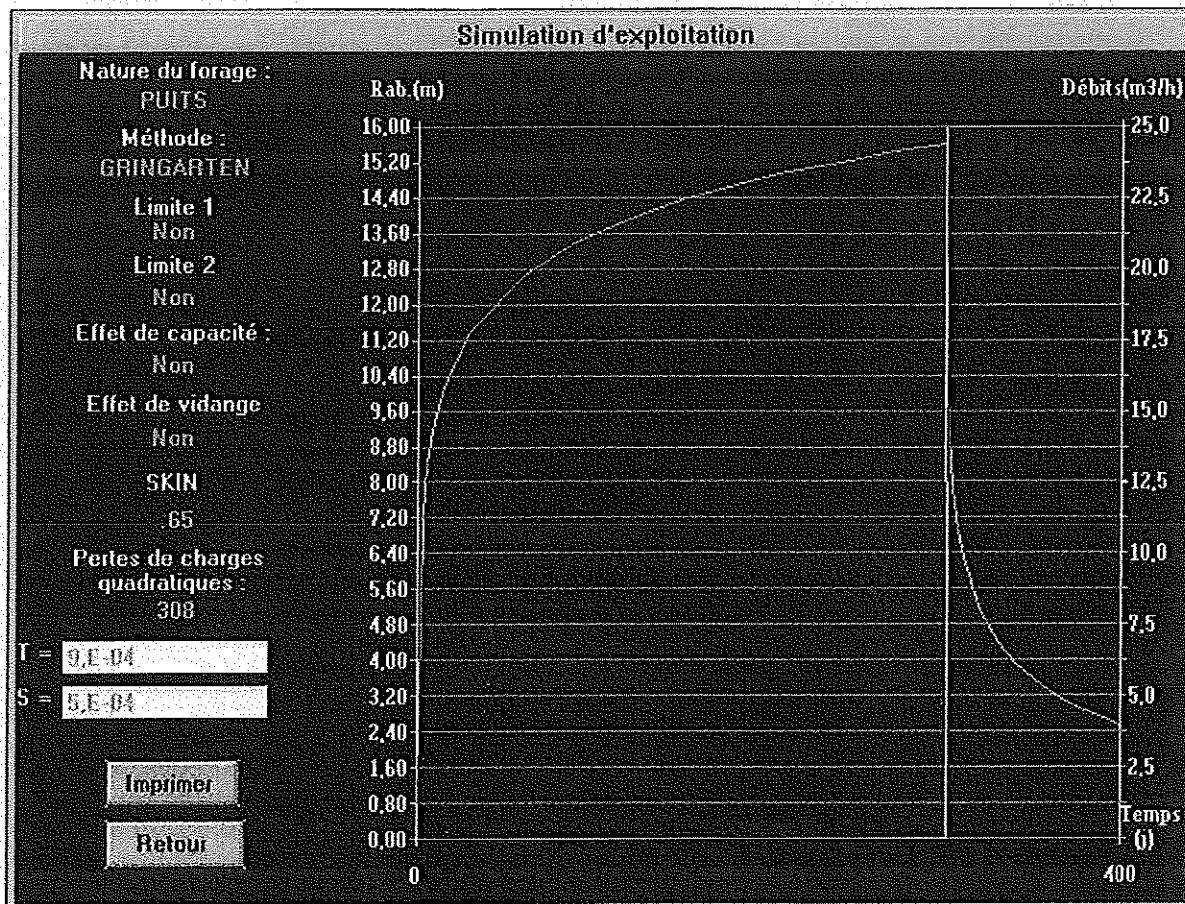 Simulation d'exploitation
Nature du forage :
PUITS
Méthode :
GRINGARTEN
Limite 1
Non
Limite 2
Non
Effet de capacité :
Non
Effet de vidange
Non
SKIN
.65
Pertes de charges
quadratiques :
308
T = 9,E-04
S = 5,E-04
Imprimer
Retour
Rab.(m)
16,00
15,20
14,40
13,60
12,80
12,00
11,20
10,40
9,60
8,80
8,00
7,20
6,40
5,60
4,80
4,00
3,20
2,40
1,60
0,80
0,00
Débits(m3/h)
25,0
22,5
20,0
17,5
15,0
12,5
10,0
7,5
5,0
2,5
Temps
(j)
0
400